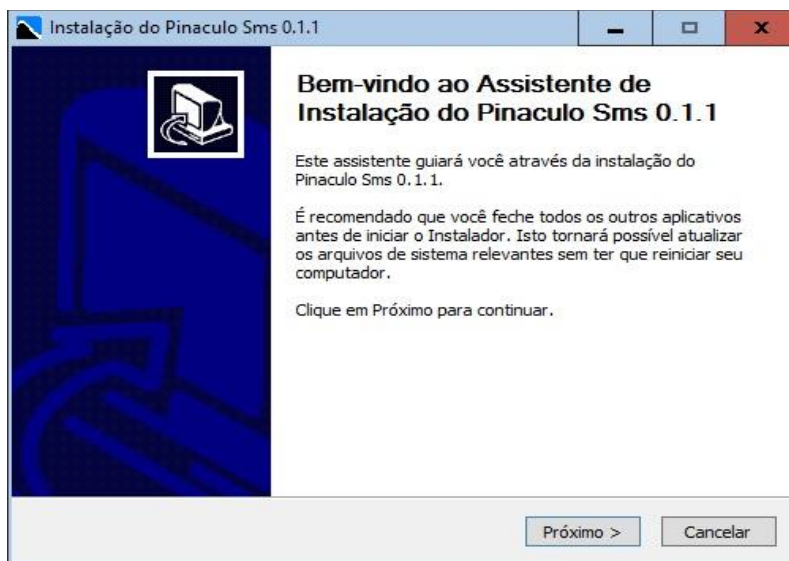 Instalação do Pinaculo Sms 0.1.1
Bem-vindo ao Assistente de
Instalação do Pinaculo Sms 0.1.1
Este assistente guiará você através da instalação do
Pinaculo Sms 0.1.1.
É recomendado que você feche todos os outros aplicativos
antes de iniciar o Instalador. Isto tornará possível atualizar
os arquivos de sistema relevantes sem ter que reiniciar seu
computador.
Clique em Próximo para continuar.
Próximo >
Cancelar